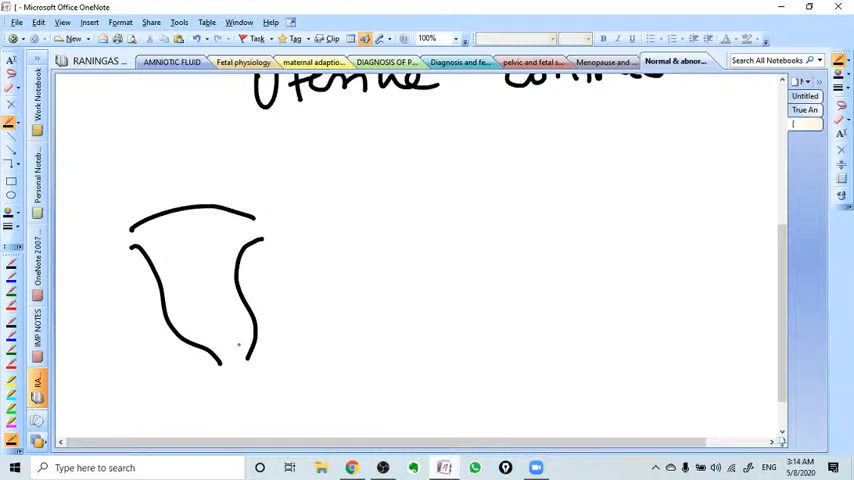 [ - Microsoft Office OneNote
File Edit View Insert Format Share Tools Table Window Help
New Task Tag Clip 100%
RANINGAS ... AMNIOTIC FLUID Fetal physiology maternal adaptio... DIAGNOSIS OF P... Diagnosis and fe... pelvic and fetal s... Menopause and ... Normal & abnor... Search All Notebooks
Work Notebook
Personal Noteb
OneNote 2007
IMP NOTES
RA
Untitled
True An
[
Uterine
Type here to search
ENG
3:14 AM
5/8/2020